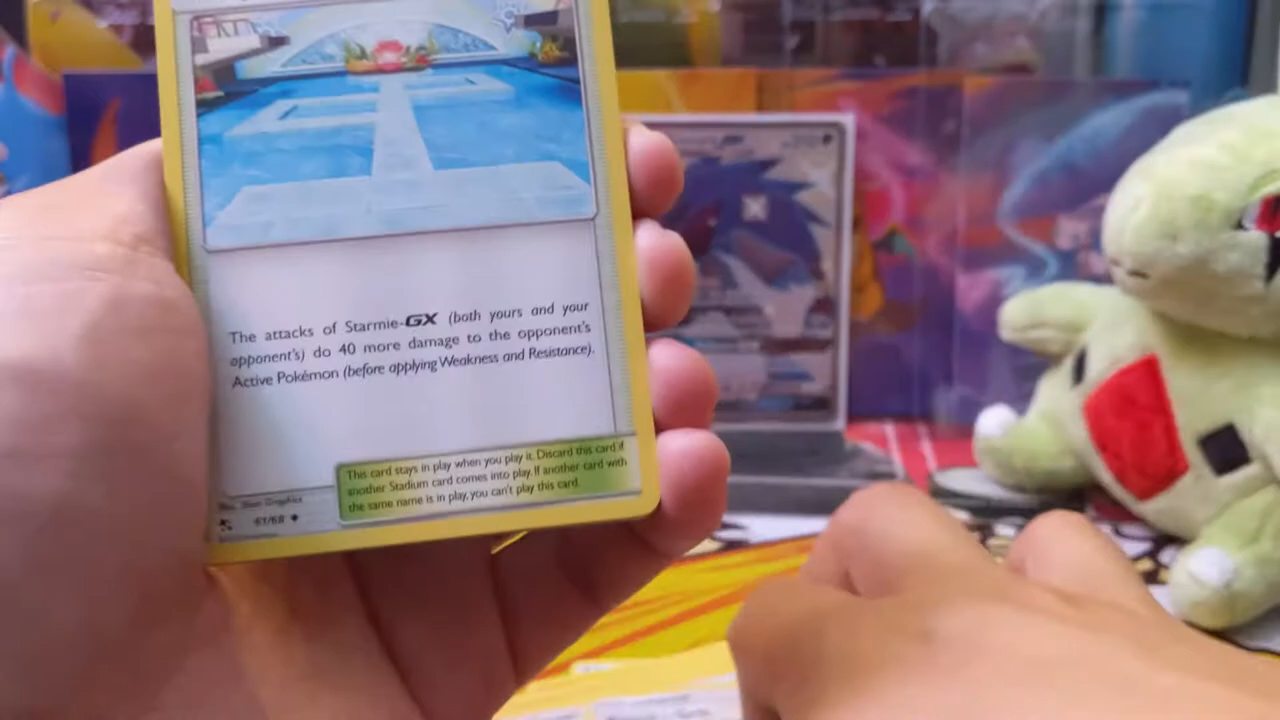 The attacks of Starmie-GX (both yours and your
opponent's) do 40 more damage to the opponent's
Active Pokémon (before applying Weakness and Resistance).
This card stays in play when you play it. Discard this card if
another Stadium card comes into play. If another card with
the same name is in play, you can't play this card.
61/68